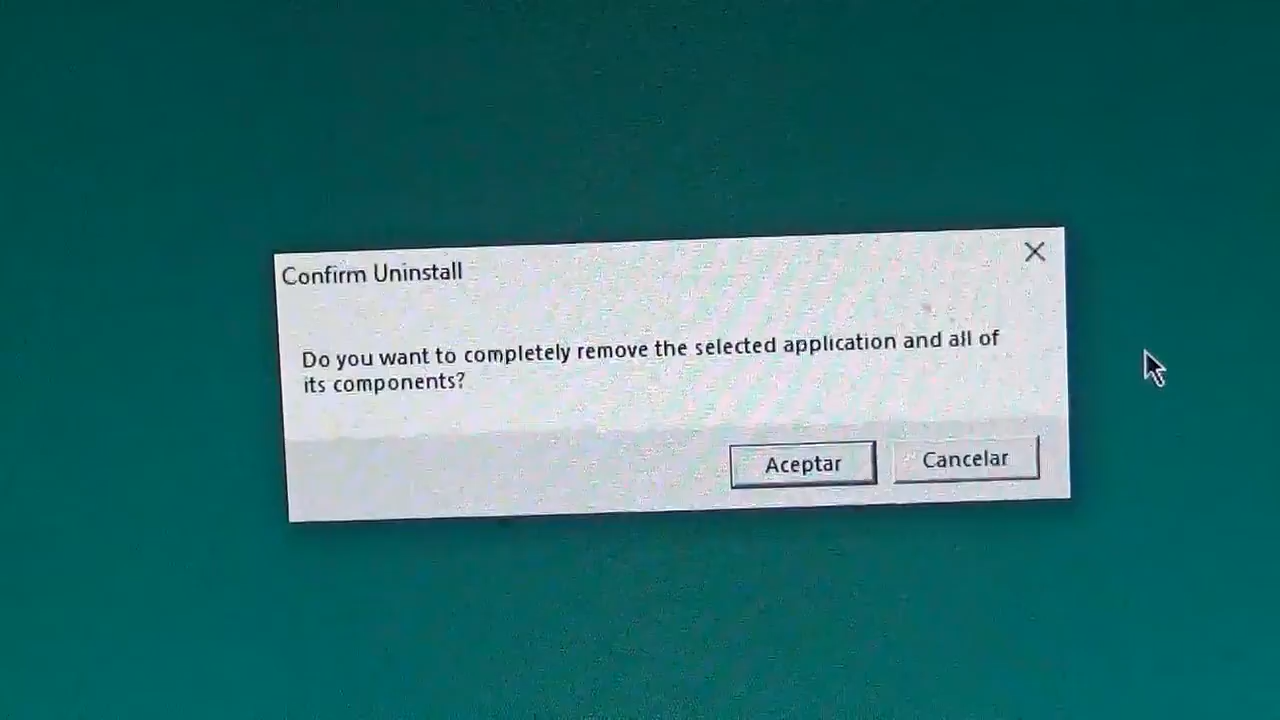 Confirm Uninstall
Do you want to completely remove the selected application and all of
its components?
Aceptar
Cancelar